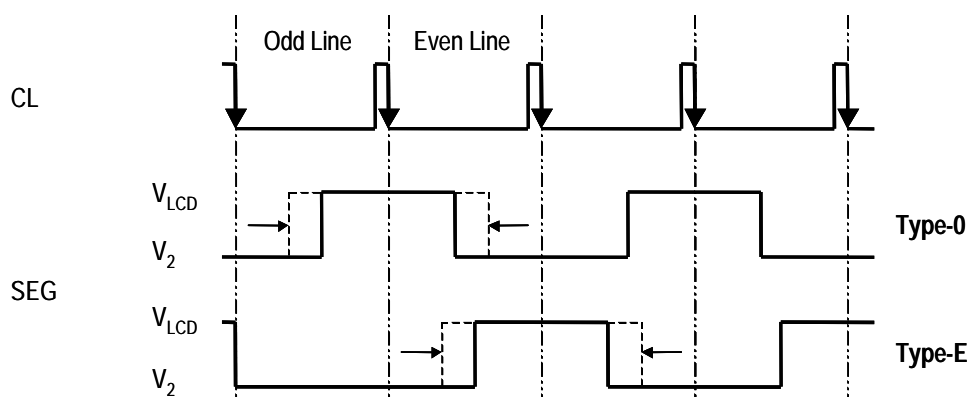 Odd Line Even Line
CL
VLCD
V2
Type-0
SEG
VLCD
V2
Type-E